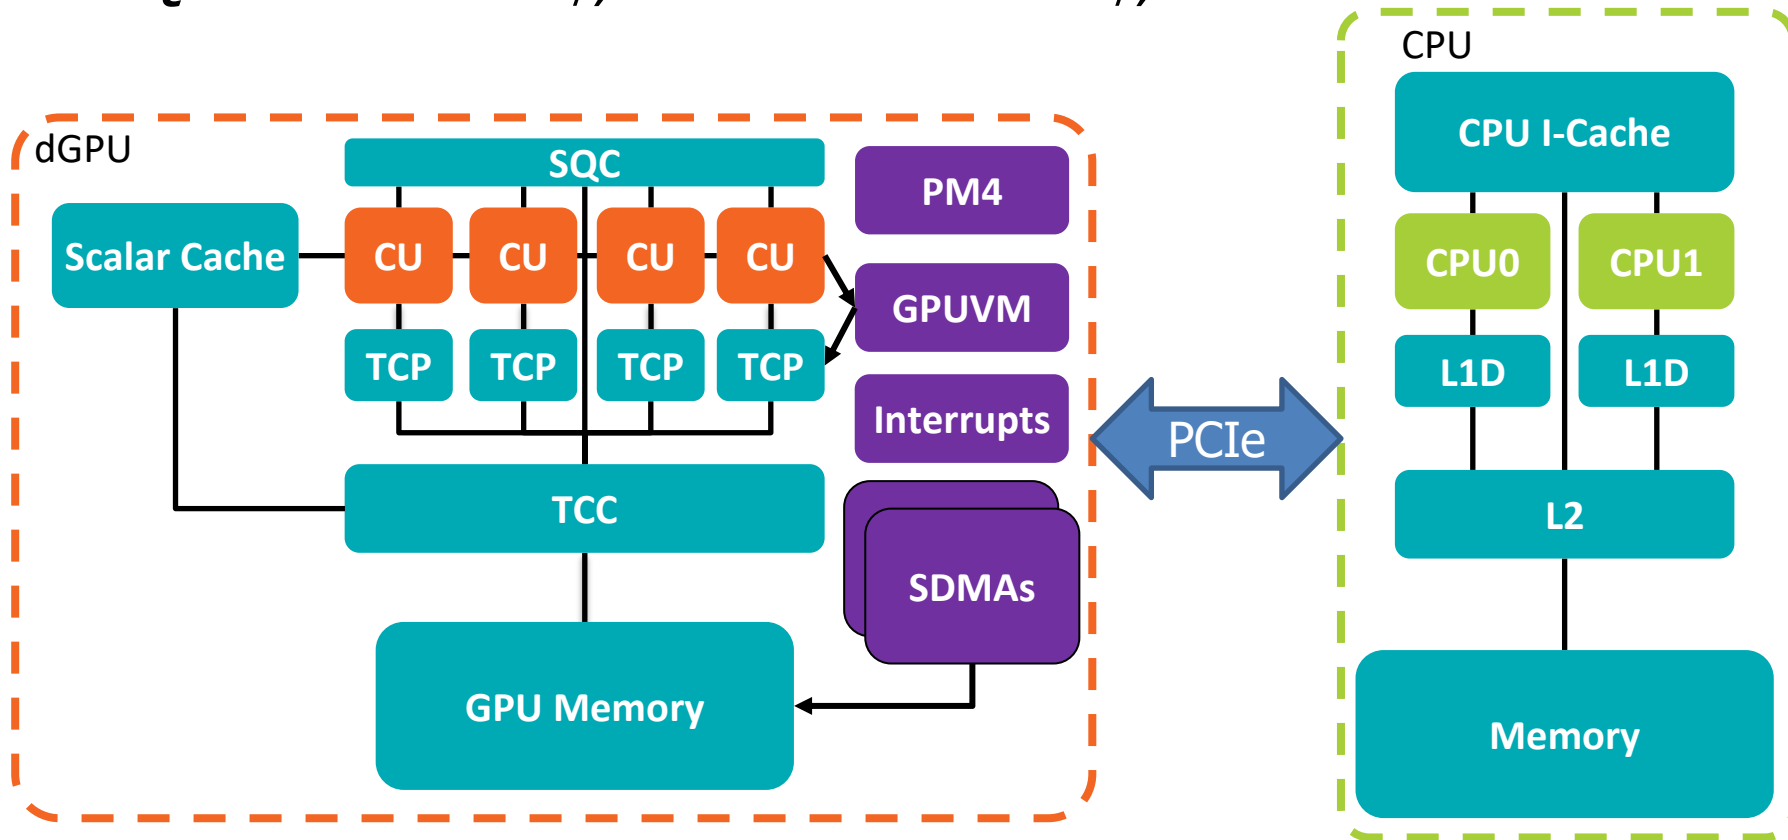 CPU
CPU I-Cache
dGPU
SQC
PM4
Scalar Cache
CU
CU
CU
CU
CPU0
CPU1
GPUVM
TCP
TCP
TCP
TCP
L1D
L1D
Interrupts
PCIe
TCC
L2
SDMAs
GPU Memory
Memory